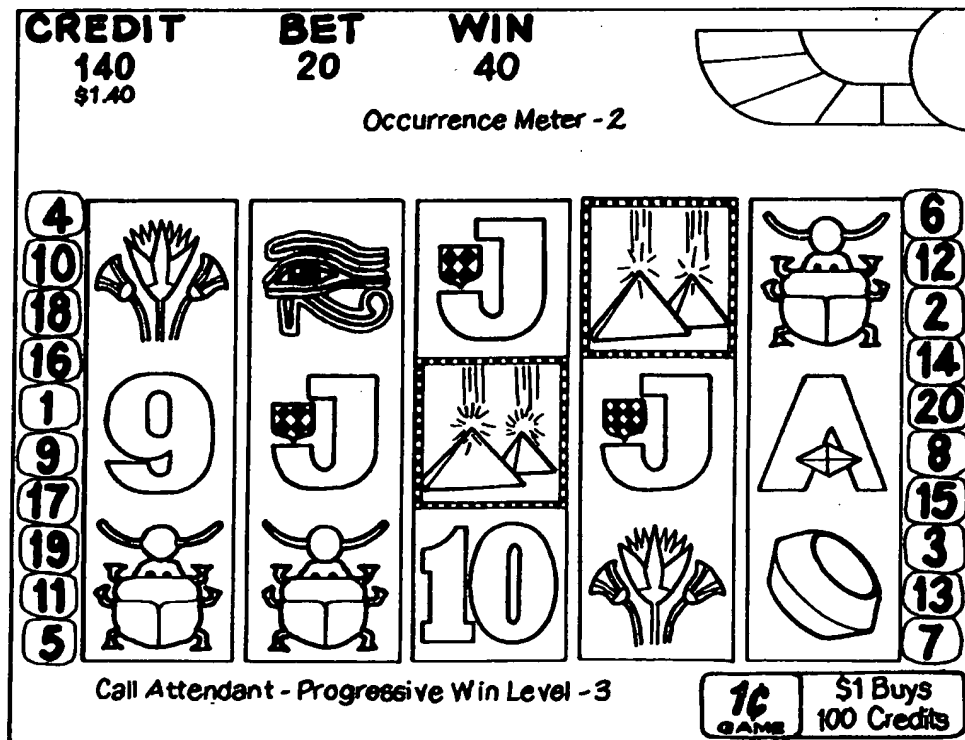 CREDIT BET WIN
140 20 40
$1.40
Occurrence Meter - 2
4 6
10 12
18 2
16 14
1 20
9 8
17 15
19 3
11 13
5 7
J
9 J J A
10
Call Attendant - Progressive Win Level - 3
1¢ GAME
$1 Buys
100 Credits